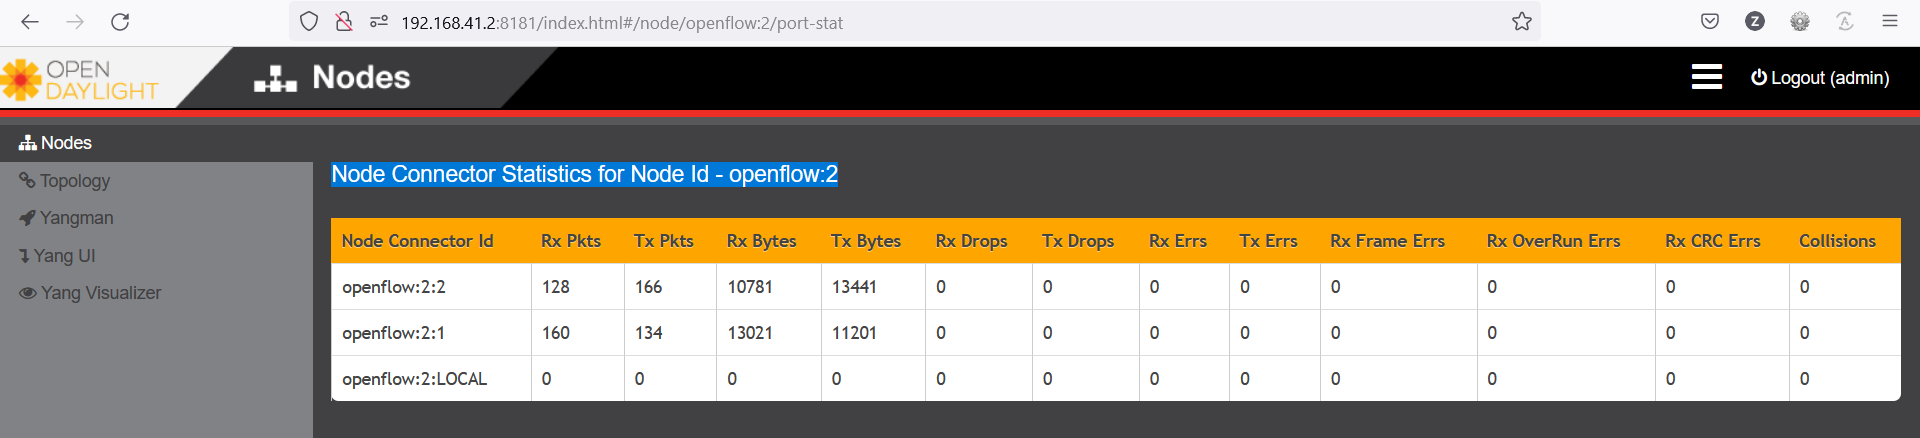 192.168.41.2:8181/index.html#/node/openflow:2/port-stat
Z
OPEN
DAYLIGHT
Nodes
Logout (admin)
Nodes
Topology
Yangman
Yang UI
Yang Visualizer
Node Connector Statistics for Node Id - openflow:2
Node Connector Id Rx Pkts Tx Pkts Rx Bytes Tx Bytes Rx Drops Tx Drops Rx Errs Tx Errs Rx Frame Errs Rx OverRun Errs Rx CRC Errs Collisions
openflow:2:2 128 166 10781 13441 0 0 0 0 0 0 0 0
openflow:2:1 160 134 13021 11201 0 0 0 0 0 0 0 0
openflow:2:LOCAL 0 0 0 0 0 0 0 0 0 0 0 0